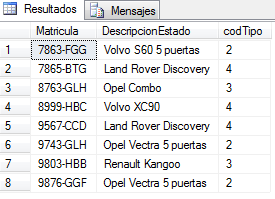 Resultados Mensajes
Matricula DescripcionEstado codTipo
1 7863-FGG Volvo S60 5 puertas 2
2 7865-BTG Land Rover Discovery 4
3 8763-GLH Opel Combo 3
4 8999-HBC Volvo XC90 4
5 9567-CCD Land Rover Discovery 4
6 9743-GLH Opel Vectra 5 puertas 2
7 9803-HBB Renault Kangoo 3
8 9876-GGF Opel Vectra 5 puertas 2